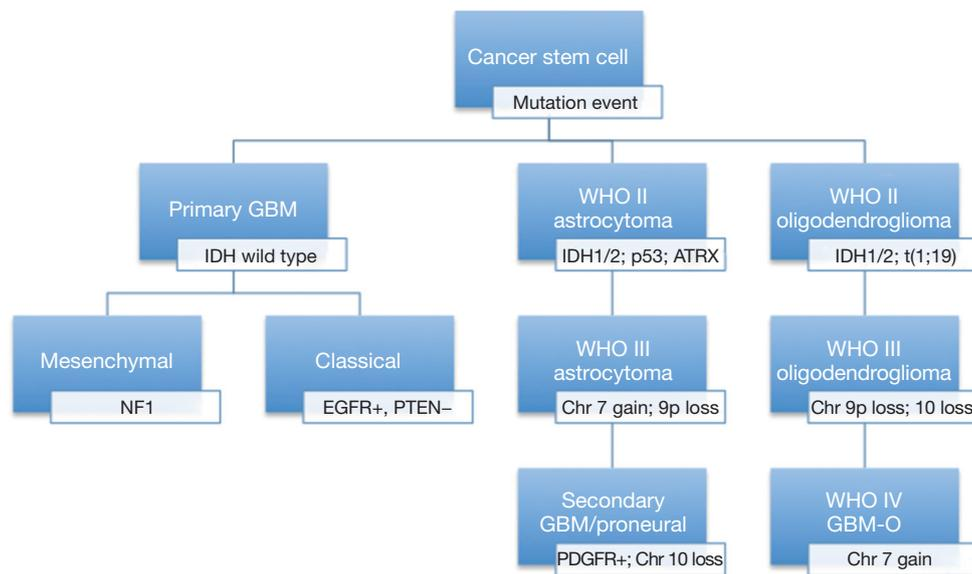 Cancer stem cell
Mutation event
Primary GBM
IDH wild type
WHO II
astrocytoma
IDH1/2; p53; ATRX
WHO II
oligodendroglioma
IDH1/2; t(1;19)
Mesenchymal
NF1
Classical
EGFR+, PTEN–
WHO III
astrocytoma
Chr 7 gain; 9p loss
WHO III
oligodendroglioma
Chr 9p loss; 10 loss
Secondary
GBM/proneural
PDGFR+; Chr 10 loss
WHO IV
GBM-O
Chr 7 gain